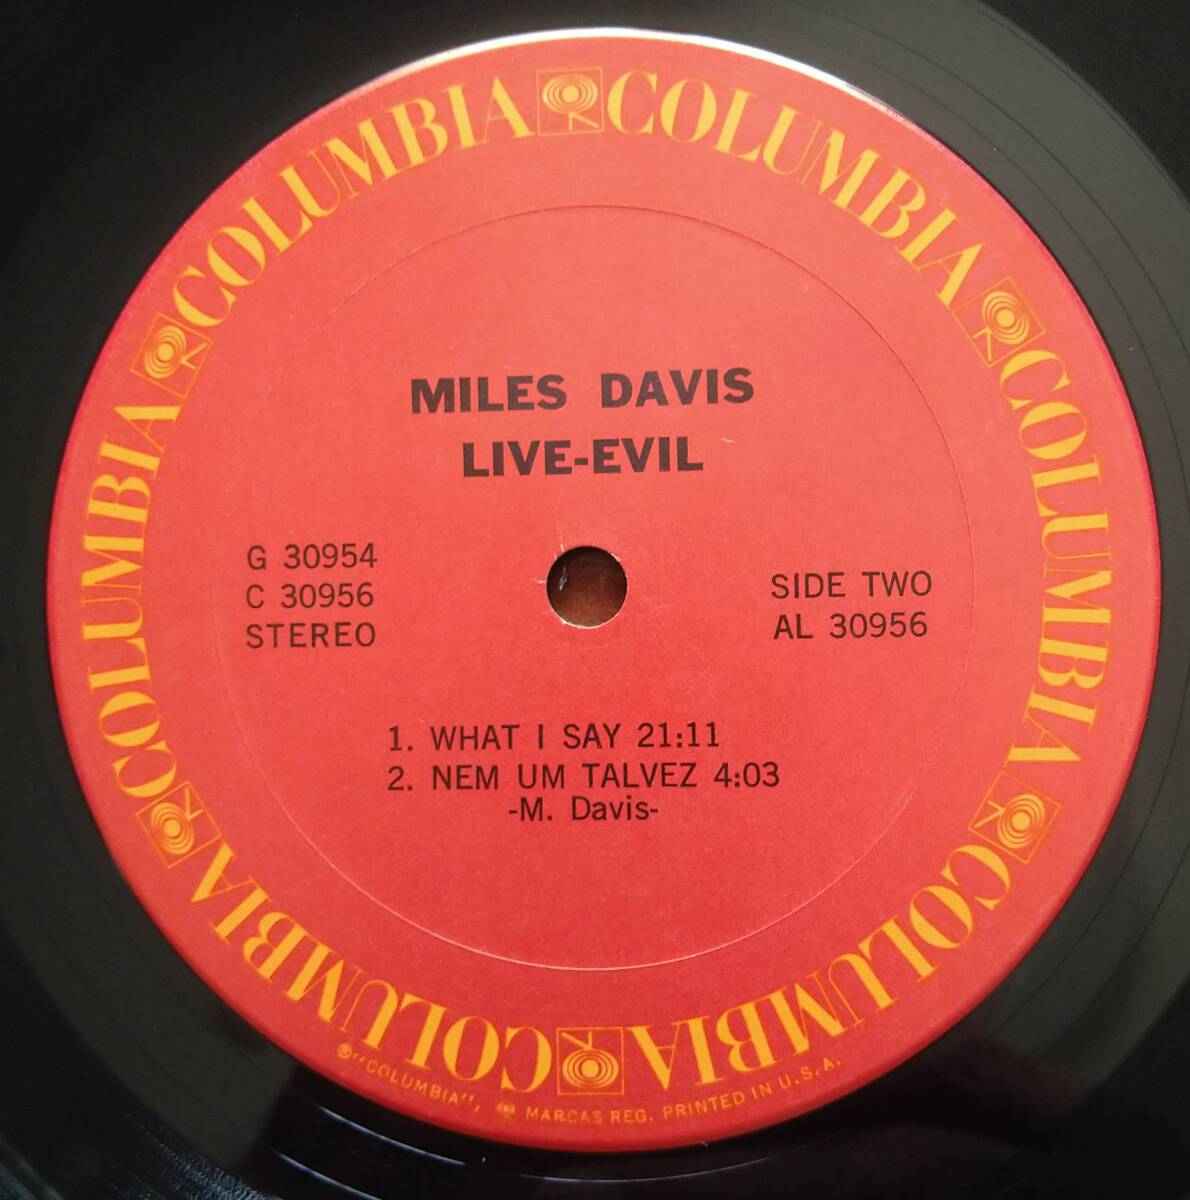 COLUMBIA COLUMBIA COLUMBIA COLUMBIA COLUMBIA COLUMBIA
MILES DAVIS
LIVE-EVIL
G 30954
C 30956
STEREO
SIDE TWO
AL 30956
1. WHAT I SAY 21:11
2. NEM UM TALVEZ 4:03
-M. Davis-
®"COLUMBIA", MARCAS REG. PRINTED IN U.S.A.